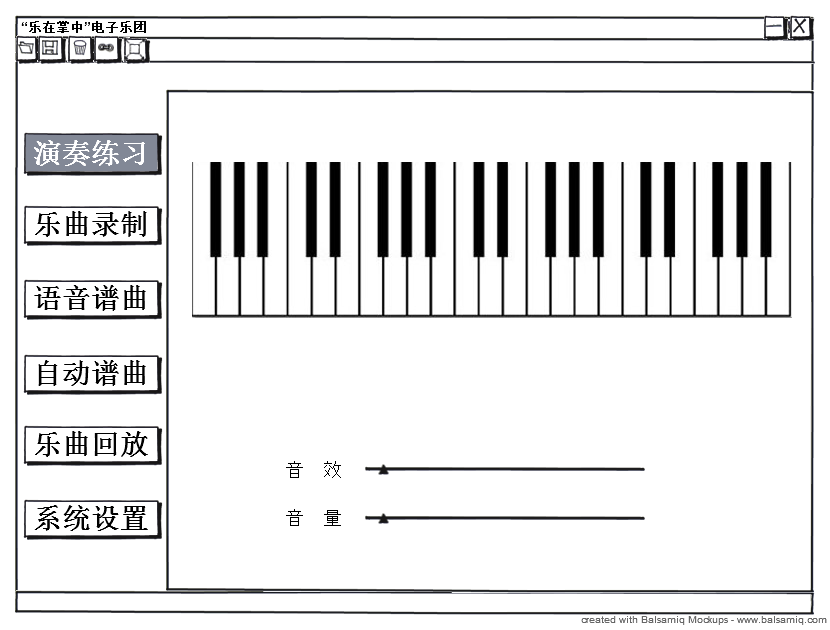 “乐在掌中”电子乐团
演奏练习
乐曲录制
语音谱曲
自动谱曲
乐曲回放
系统设置
音 效
音 量
created with Balsamiq Mockups - www.balsamiq.com